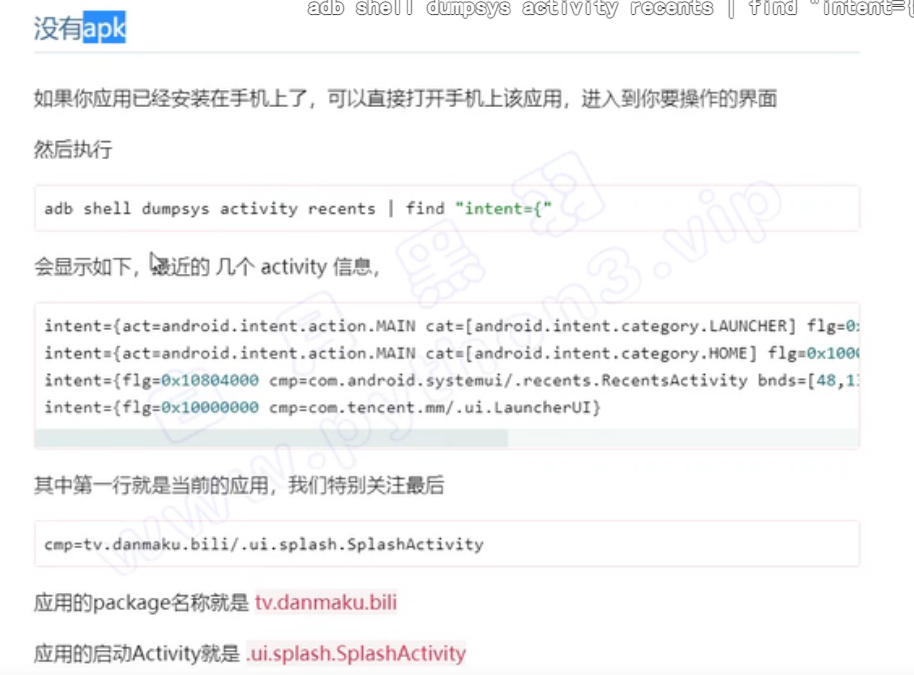 adb shell dumpsys activity recents | find "intent={
没有apk
如果你应用已经安装在手机上了，可以直接打开手机上该应用，进入到你要操作的界面
然后执行
adb shell dumpsys activity recents | find "intent={"
会显示如下，最近的 几个 activity 信息，
intent={act=android.intent.action.MAIN cat=[android.intent.category.LAUNCHER] flg=0x
intent={act=android.intent.action.MAIN cat=[android.intent.category.HOME] flg=0x1000
intent={flg=0x10804000 cmp=com.android.systemui/.recents.RecentsActivity bnds=[48,1
intent={flg=0x10000000 cmp=com.tencent.mm/.ui.LauncherUI}
其中第一行就是当前的应用，我们特别关注最后
cmp=tv.danmaku.bili/.ui.splash.SplashActivity
应用的package名称就是 tv.danmaku.bili
应用的启动Activity就是 .ui.splash.SplashActivity
白月黑羽
www.python3.vip